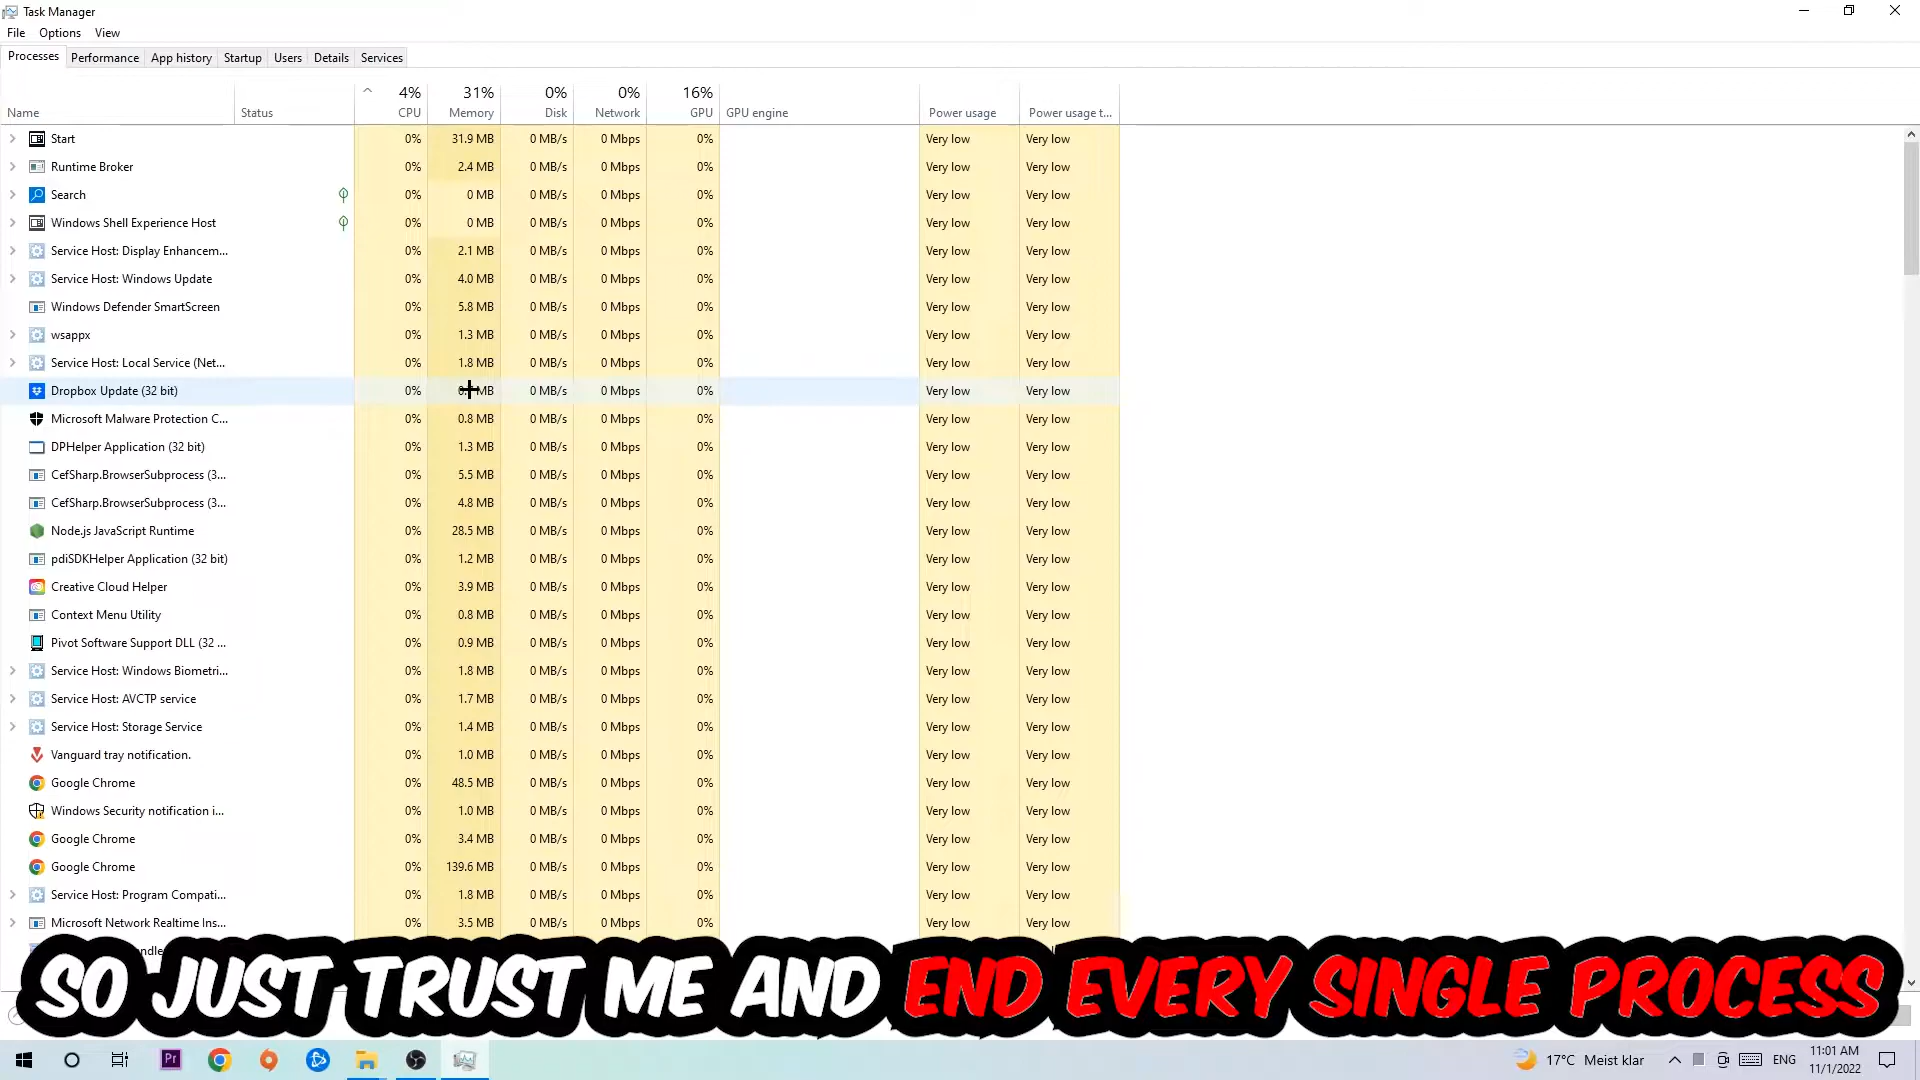 Task Manager
File Options View
Processes Performance App history Startup Users Details Services
4% 31% 0% 0% 16%
Name Status CPU Memory Disk Network GPU GPU engine Power usage Power usage t...
Start 0% 31.9 MB 0 MB/s 0 Mbps 0% Very low Very low
Runtime Broker 0% 2.4 MB 0 MB/s 0 Mbps 0% Very low Very low
Search 0% 0 MB 0 MB/s 0 Mbps 0% Very low Very low
Windows Shell Experience Host 0% 0 MB 0 MB/s 0 Mbps 0% Very low Very low
Service Host: Display Enhancem... 0% 2.1 MB 0 MB/s 0 Mbps 0% Very low Very low
Service Host: Windows Update 0% 4.0 MB 0 MB/s 0 Mbps 0% Very low Very low
Windows Defender SmartScreen 0% 5.8 MB 0 MB/s 0 Mbps 0% Very low Very low
wsappx 0% 1.3 MB 0 MB/s 0 Mbps 0% Very low Very low
Service Host: Local Service (Net... 0% 1.8 MB 0 MB/s 0 Mbps 0% Very low Very low
Dropbox Update (32 bit) 0% MB 0 MB/s 0 Mbps 0% Very low Very low
Microsoft Malware Protection C... 0% 0.8 MB 0 MB/s 0 Mbps 0% Very low Very low
DPHelper Application (32 bit) 0% 1.3 MB 0 MB/s 0 Mbps 0% Very low Very low
CefSharp.BrowserSubprocess (3... 0% 5.5 MB 0 MB/s 0 Mbps 0% Very low Very low
CefSharp.BrowserSubprocess (3... 0% 4.8 MB 0 MB/s 0 Mbps 0% Very low Very low
Node.js JavaScript Runtime 0% 28.5 MB 0 MB/s 0 Mbps 0% Very low Very low
pdiSDKHelper Application (32 bit) 0% 1.2 MB 0 MB/s 0 Mbps 0% Very low Very low
Creative Cloud Helper 0% 3.9 MB 0 MB/s 0 Mbps 0% Very low Very low
Context Menu Utility 0% 0.8 MB 0 MB/s 0 Mbps 0% Very low Very low
Pivot Software Support DLL (32 ... 0% 0.9 MB 0 MB/s 0 Mbps 0% Very low Very low
Service Host: Windows Biometri... 0% 1.8 MB 0 MB/s 0 Mbps 0% Very low Very low
Service Host: AVCTP service 0% 1.7 MB 0 MB/s 0 Mbps 0% Very low Very low
Service Host: Storage Service 0% 1.4 MB 0 MB/s 0 Mbps 0% Very low Very low
Vanguard tray notification. 0% 1.0 MB 0 MB/s 0 Mbps 0% Very low Very low
Google Chrome 0% 48.5 MB 0 MB/s 0 Mbps 0% Very low Very low
Windows Security notification i... 0% 1.0 MB 0 MB/s 0 Mbps 0% Very low Very low
Google Chrome 0% 3.4 MB 0 MB/s 0 Mbps 0% Very low Very low
Google Chrome 0% 139.6 MB 0 MB/s 0 Mbps 0% Very low Very low
Service Host: Program Compati... 0% 1.8 MB 0 MB/s 0 Mbps 0% Very low Very low
Microsoft Network Realtime Ins... 0% 3.5 MB 0 MB/s 0 Mbps 0% Very low Very low
SO JUST TRUST ME AND END EVERY SINGLE PROCESS
Pr 17°C Meist klar ENG 11:01 AM
11/1/2022